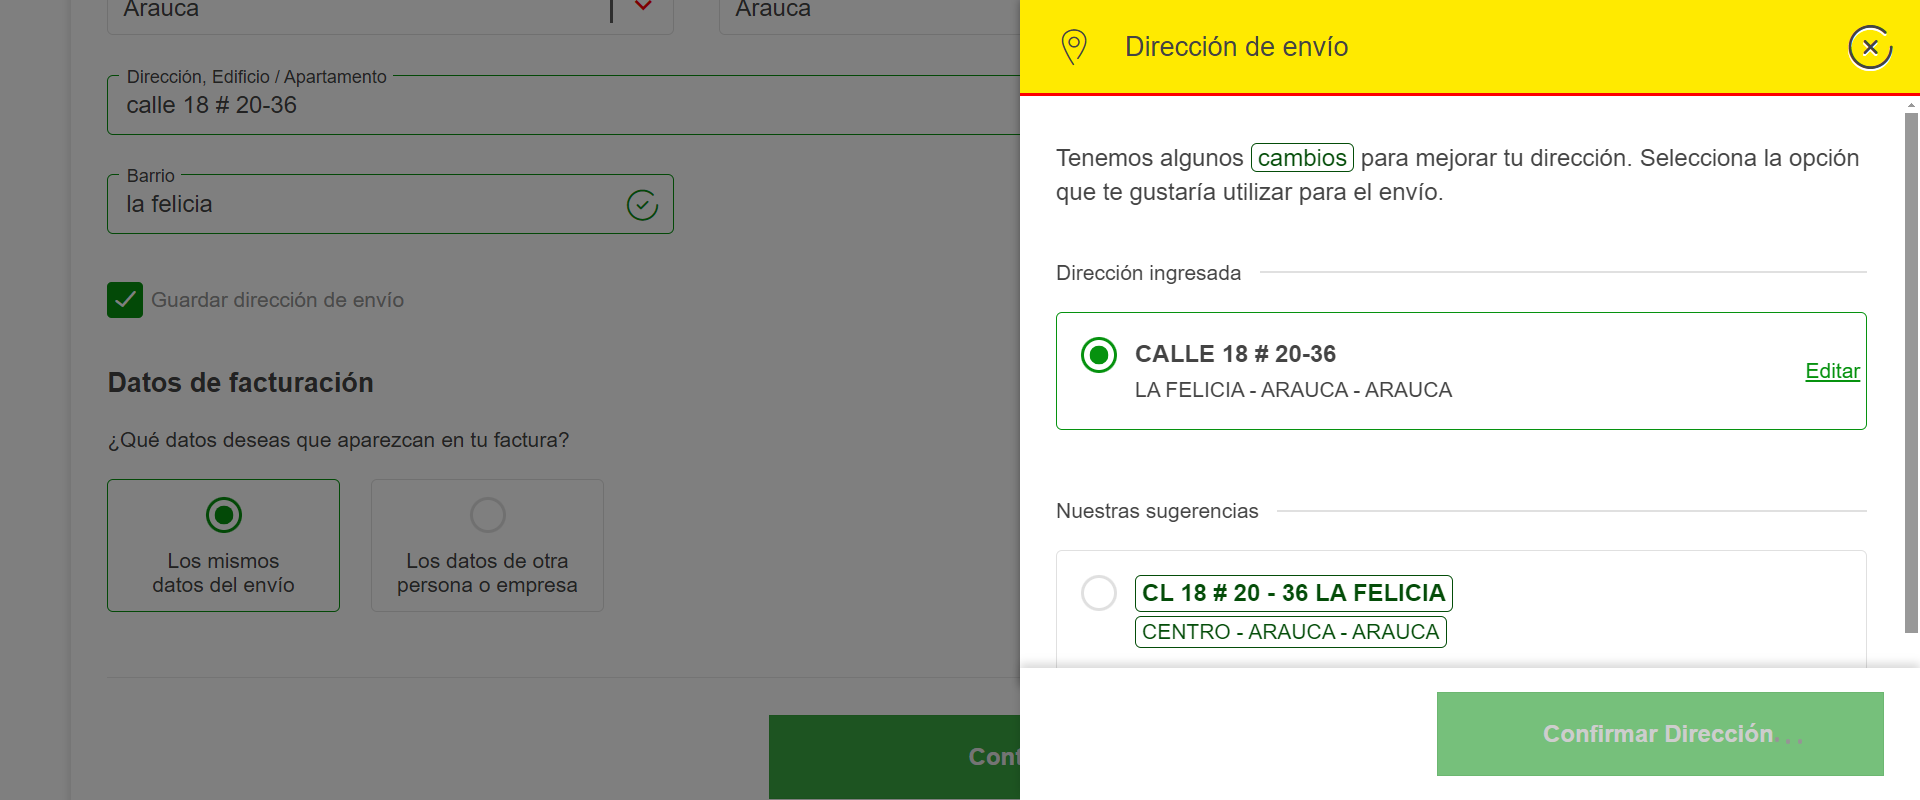 Arauca
Arauca
Dirección, Edificio / Apartamento
calle 18 # 20-36
Barrio
la felicia
Guardar dirección de envío
Datos de facturación
¿Qué datos deseas que aparezcan en tu factura?
Los mismos
datos del envío
Los datos de otra
persona o empresa
Cont
Dirección de envío
Tenemos algunos cambios para mejorar tu dirección. Selecciona la opción
que te gustaría utilizar para el envío.
Dirección ingresada
CALLE 18 # 20-36
LA FELICIA - ARAUCA - ARAUCA
Editar
Nuestras sugerencias
CL 18 # 20 - 36 LA FELICIA
CENTRO - ARAUCA - ARAUCA
Confirmar Dirección...